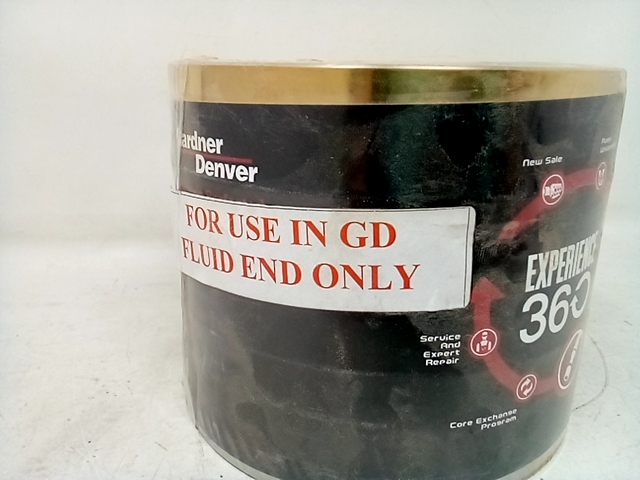 ardner
Denver
FOR USE IN GD
FLUID END ONLY
New Sale
EXPERIENCE
360
Service
And
Expert
Repair
Core Exchange
Program